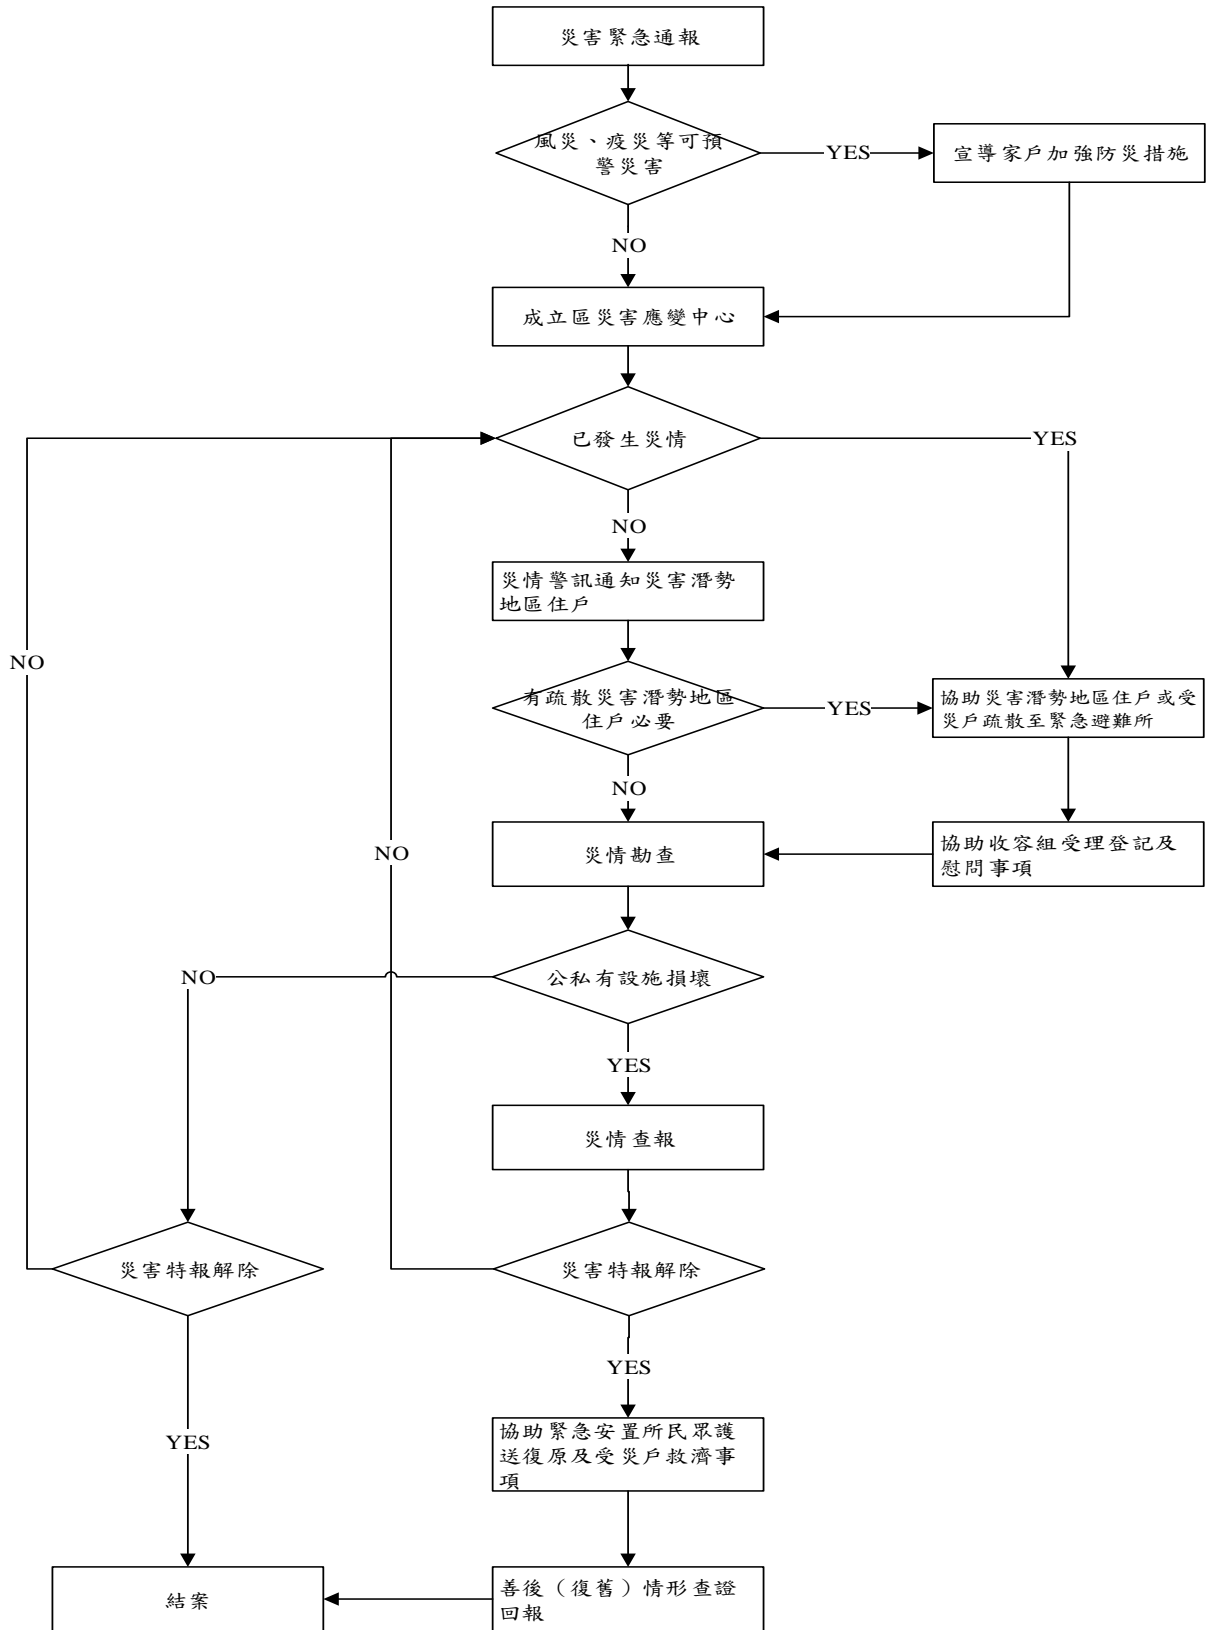 災害緊急通報
風災、疫災等可預
警災害
YES
宣導家戶加強防災措施
NO
成立區災害應變中心
已發生災情
YES
NO
災情警訊通知災害潛勢
地區住戶
NO
有疏散災害潛勢地區
住戶必要
YES
協助災害潛勢地區住戶或受
災戶疏散至緊急避難所
NO
災情勘查
NO
協助收容組受理登記及
慰問事項
公私有設施損壞
NO
YES
災情查報
災害特報解除
災害特報解除
YES
YES
協助緊急安置所民眾護
送復原及受災戶救濟事
項
結案
善後（復舊）情形查證
回報